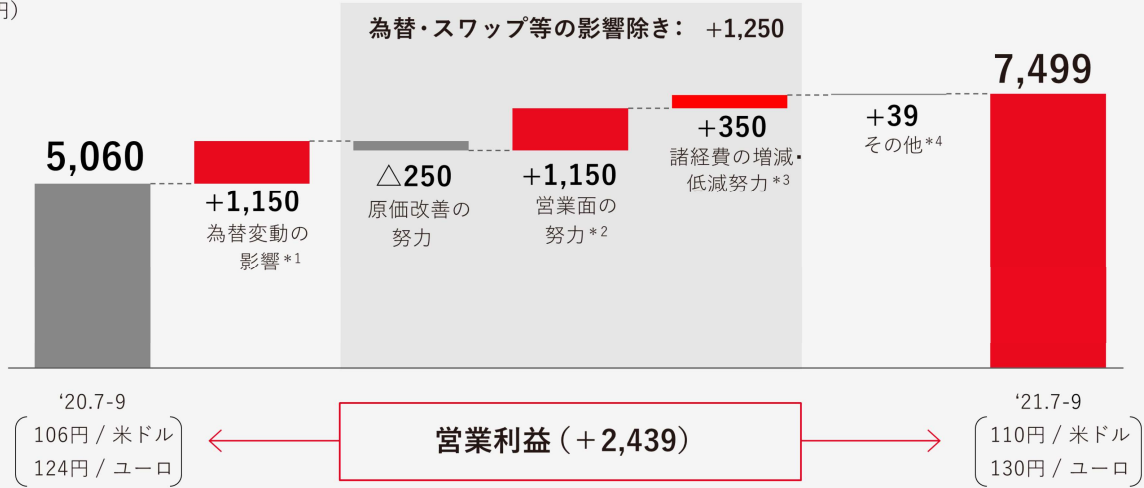 円)
為替・スワップ等の影響除き： +1,250
5,060
+1,150
為替変動の
影響*1
△250
原価改善の
努力
+1,150
営業面の
努力*2
+350
諸経費の増減・
低減努力*3
+39
その他*4
7,499
‘20.7-9
106円 / 米ドル
124円 / ユーロ
営業利益（＋2,439）
‘21.7-9
110円 / 米ドル
130円 / ユーロ